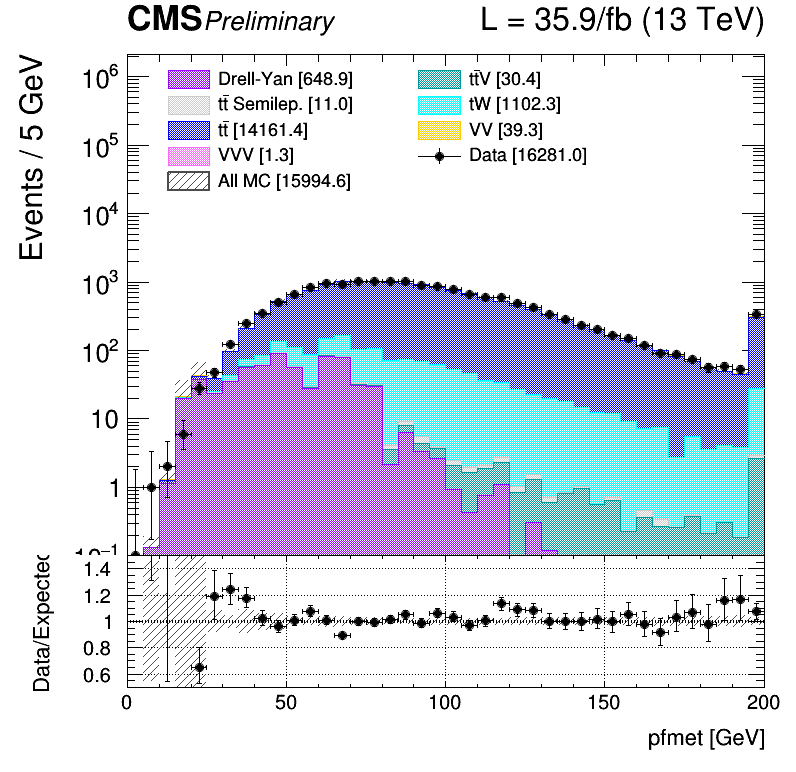 CMS Preliminary L = 35.9/fb (13 TeV)
Events / 5 GeV
Drell-Yan [648.9]
tt̄ Semilep. [11.0]
tt̄ [14161.4]
VVV [1.3]
All MC [15994.6]
tt̄V [30.4]
tW [1102.3]
VV [39.3]
Data [16281.0]
10⁶
10⁵
10⁴
10³
10²
10
1
10⁻¹
Data/Expected
1.4
1.2
1
0.8
0.6
0 50 100 150 200
pfmet [GeV]